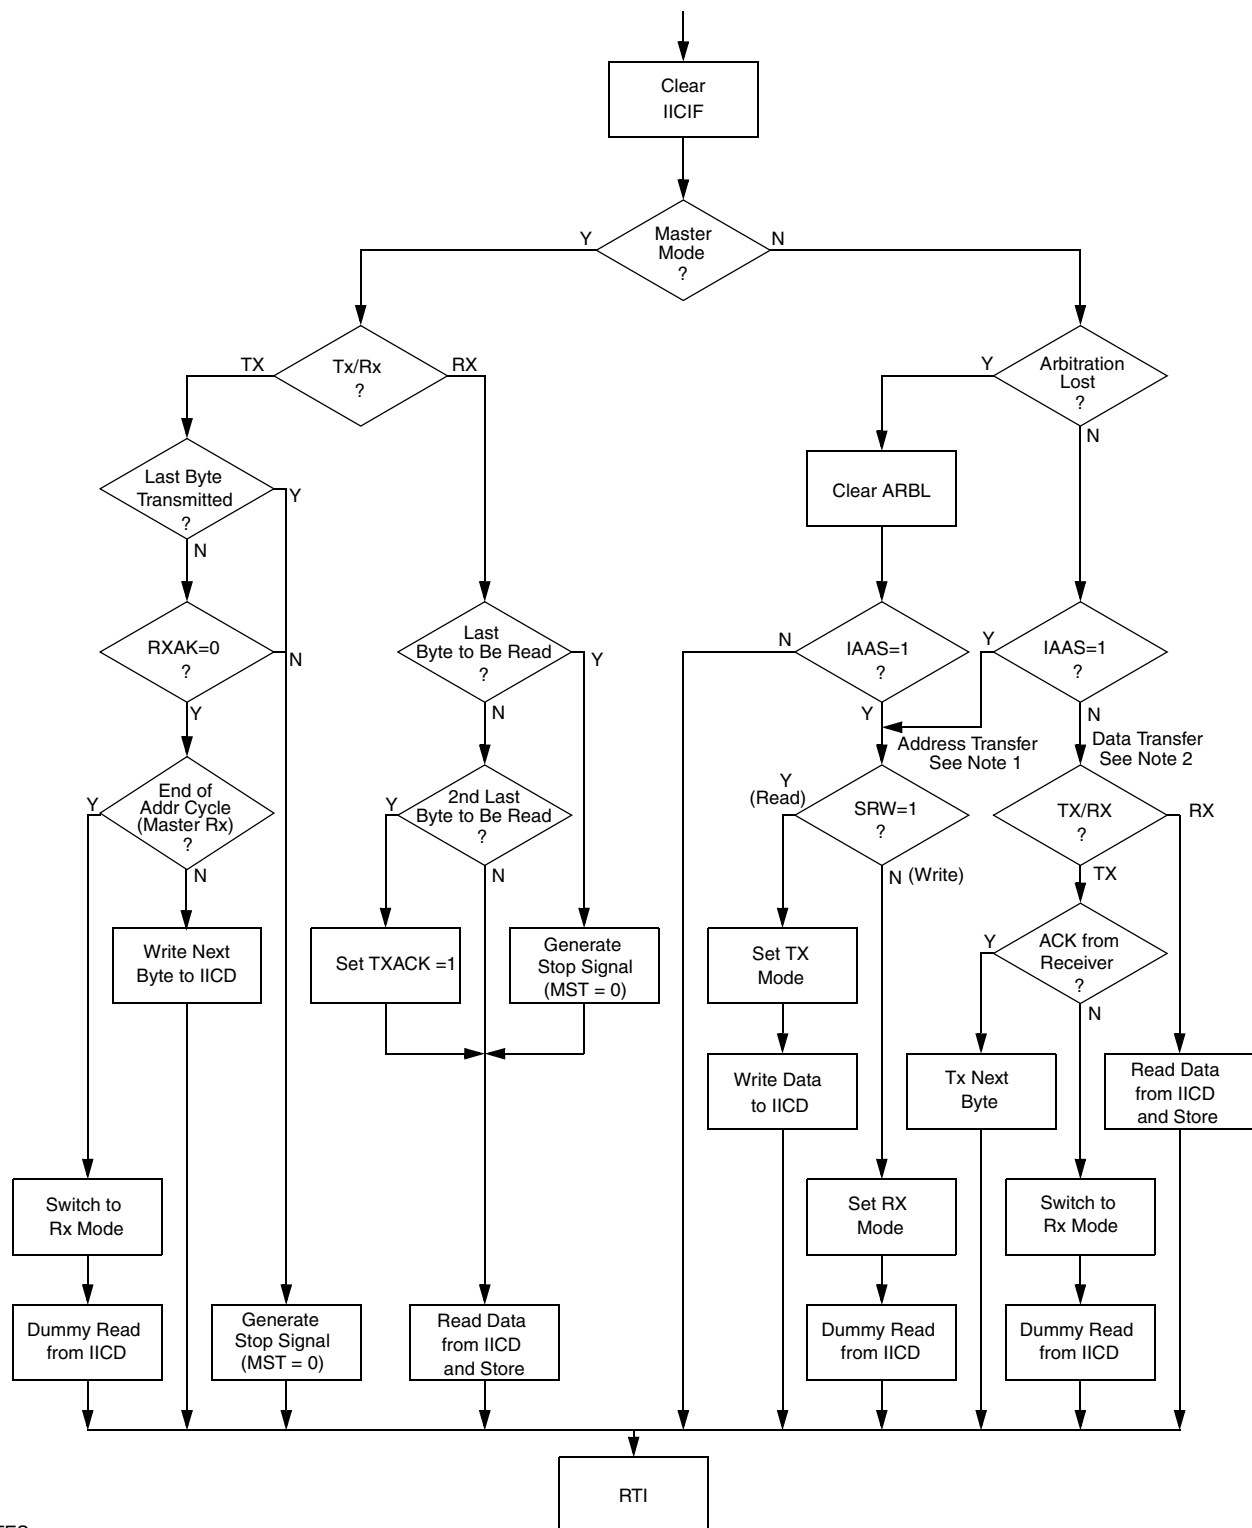 Clear
IICIF
Master
Mode
?
Y
N
Tx/Rx
?
TX
RX
Arbitration
Lost
?
Y
N
Last Byte
Transmitted
?
Y
N
Clear ARBL
RXAK=0
?
N
Y
Last
Byte to Be Read
?
Y
N
IAAS=1
?
N
Y
IAAS=1
?
Y
N
Address Transfer
See Note 1
Data Transfer
See Note 2
End of
Addr Cycle
(Master Rx)
?
Y
N
2nd Last
Byte to Be Read
?
Y
N
Y
(Read)
SRW=1
?
N (Write)
TX/RX
?
RX
TX
Write Next
Byte to IICD
Set TXACK =1
Generate
Stop Signal
(MST = 0)
Set TX
Mode
Y
ACK from
Receiver
?
N
Write Data
to IICD
Tx Next
Byte
Read Data
from IICD
and Store
Switch to
Rx Mode
Set RX
Mode
Switch to
Rx Mode
Dummy Read
from IICD
Generate
Stop Signal
(MST = 0)
Read Data
from IICD
and Store
Dummy Read
from IICD
Dummy Read
from IICD
RTI